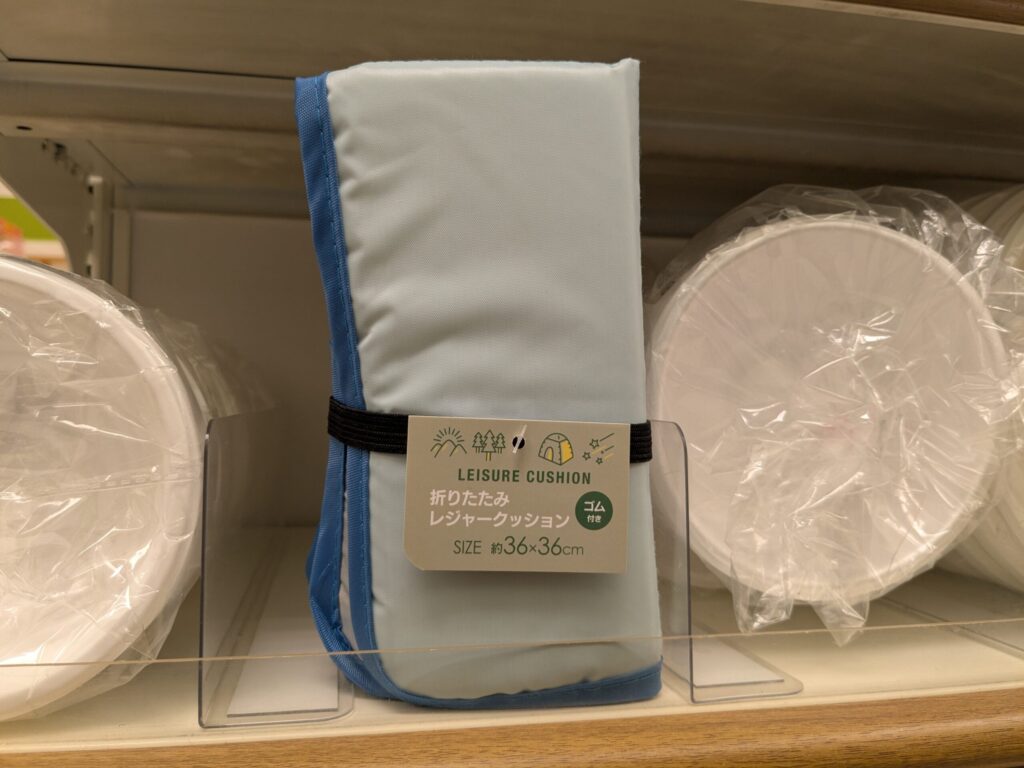 LEISURE CUSHION
折りたたみ
レジャークッション
ゴム
付き
SIZE 約36×36cm